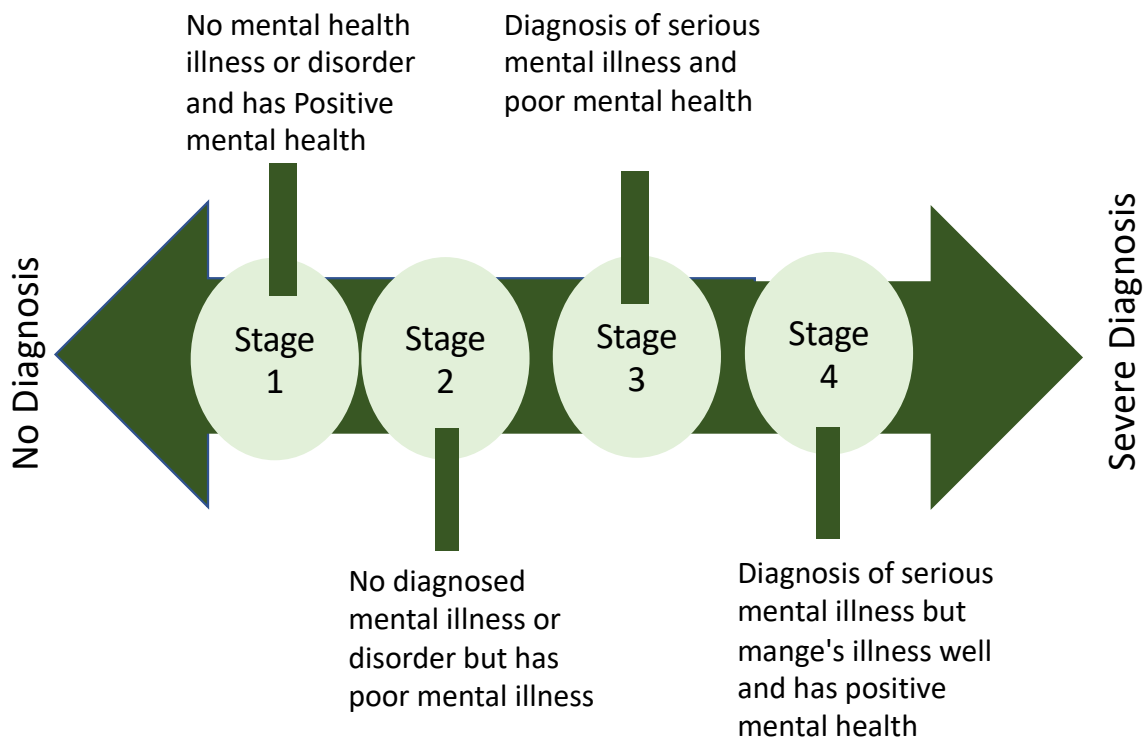 No mental health
illness or disorder
and has Positive
mental health
Diagnosis of serious
mental illness and
poor mental health
No Diagnosis
Stage
1
Stage
2
Stage
3
Stage
4
Severe Diagnosis
No diagnosed
mental illness or
disorder but has
poor mental illness
Diagnosis of serious
mental illness but
mange's illness well
and has positive
mental health